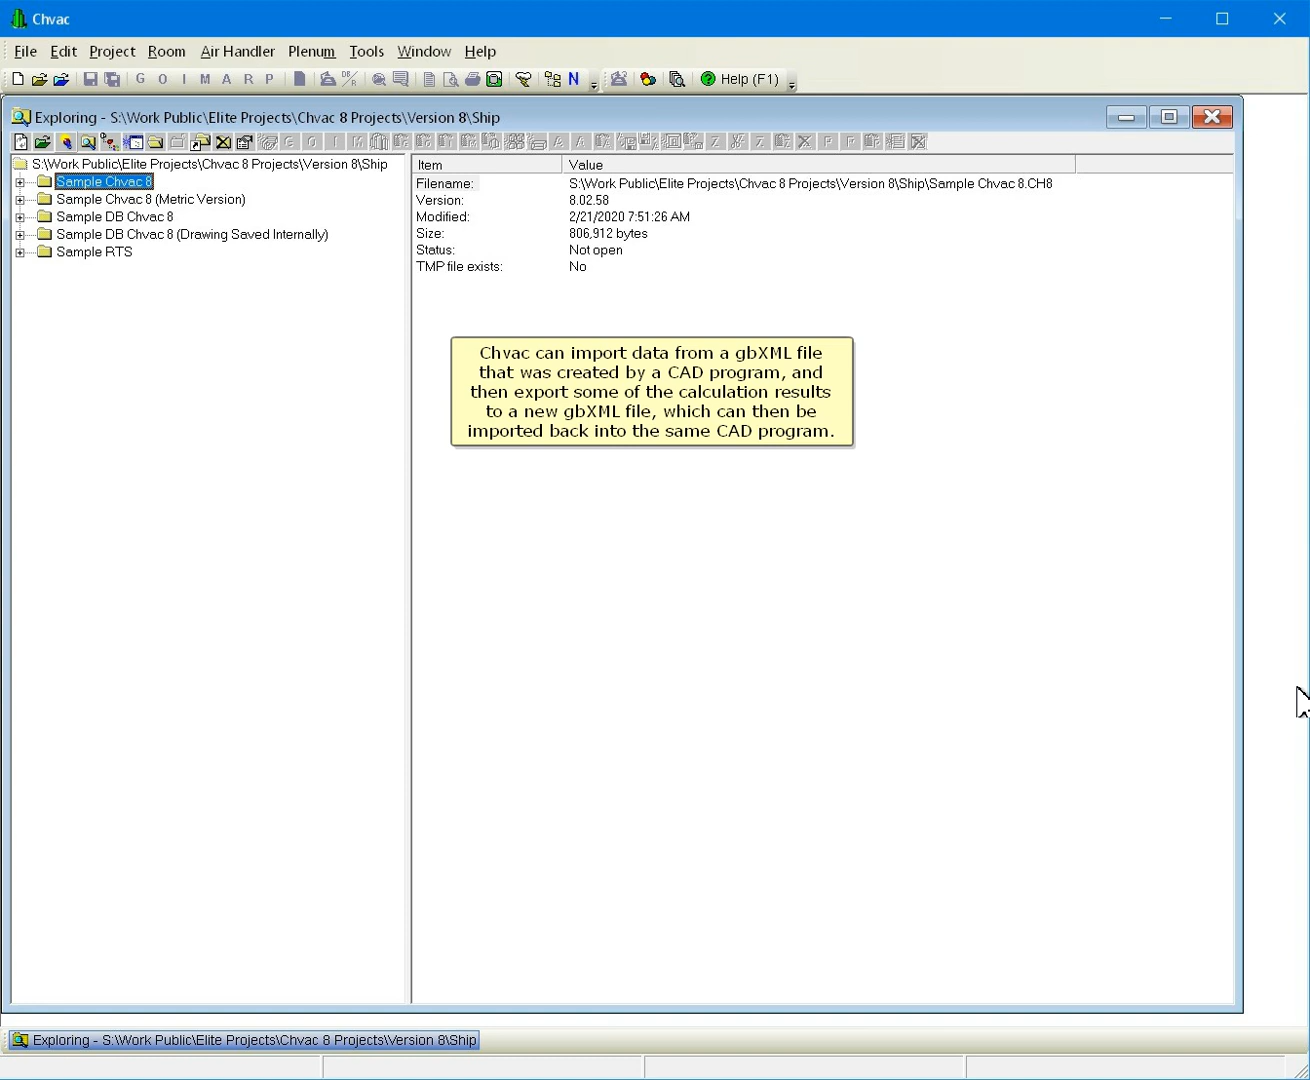 Chvac
File Edit Project Room Air Handler Plenum Tools Window Help
G O I M A R P N Help (F1)
Exploring - S:\Work Public\Elite Projects\Chvac 8 Projects\Version 8\Ship
S:\Work Public\Elite Projects\Chvac 8 Projects\Version 8\Ship
Sample Chvac 8
Sample Chvac 8 (Metric Version)
Sample DB Chvac 8
Sample DB Chvac 8 (Drawing Saved Internally)
Sample RTS
Item Value
Filename: S:\Work Public\Elite Projects\Chvac 8 Projects\Version 8\Ship\Sample Chvac 8.CH8
Version: 8.02.58
Modified: 2/21/2020 7:51:26 AM
Size: 806,912 bytes
Status: Not open
TMP file exists: No
Chvac can import data from a gbXML file
that was created by a CAD program, and
then export some of the calculation results
to a new gbXML file, which can then be
imported back into the same CAD program.
Exploring - S:\Work Public\Elite Projects\Chvac 8 Projects\Version 8\Ship